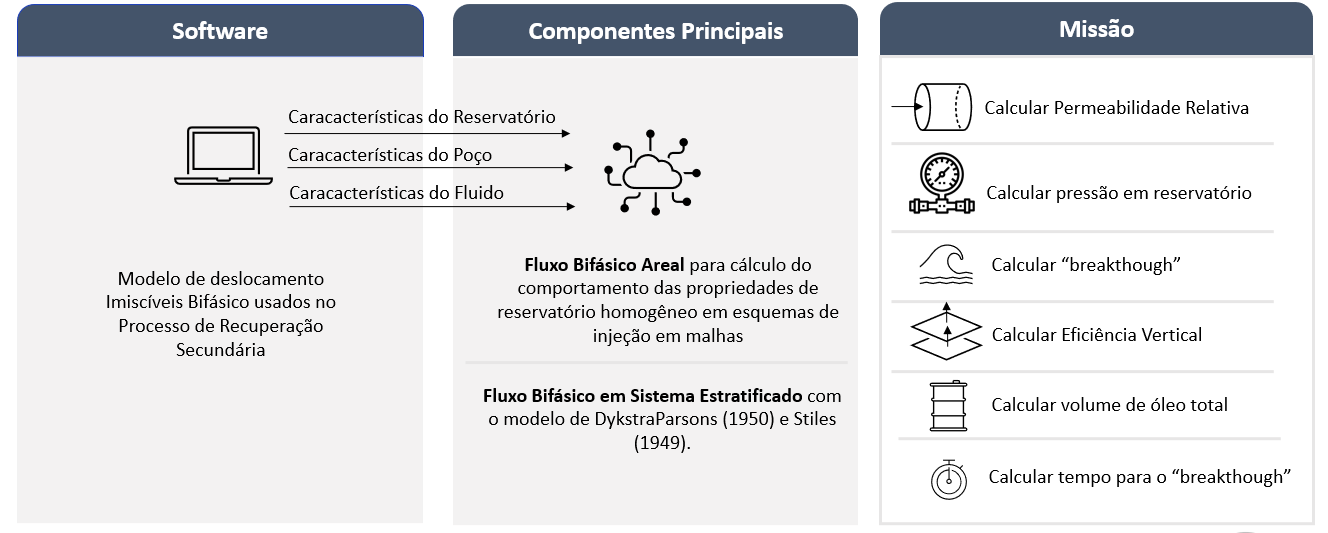 Software
Caracacterísticas do Reservatório
Caracacterísticas do Poço
Caracacterísticas do Fluido
Modelo de deslocamento
Imiscíveis Bifásico usados no
Processo de Recuperação
Secundária
Componentes Principais
Fluxo Bifásico Areal para cálculo do
comportamento das propriedades de
reservatório homogêneo em esquemas de
injeção em malhas
Fluxo Bifásico em Sistema Estratificado com
o modelo de DykstraParsons (1950) e Stiles
(1949).
Missão
Calcular Permeabilidade Relativa
Calcular pressão em reservatório
Calcular “breakthough”
Calcular Eficiência Vertical
Calcular volume de óleo total
Calcular tempo para o “breakthough”